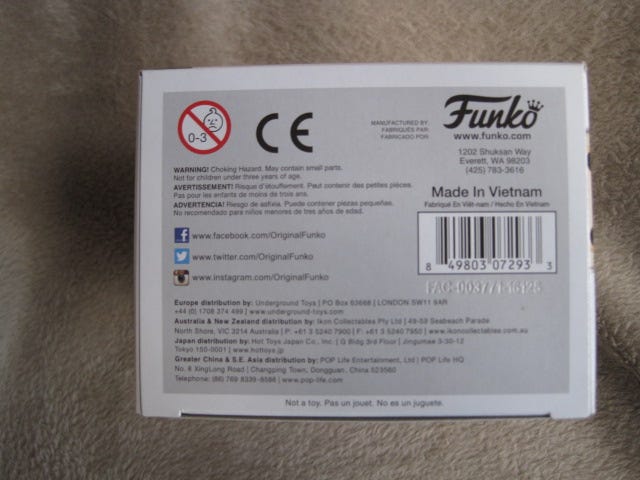 0-3
CE
MANUFACTURED BY:
FABRIQUÉS PAR:
FABRICADO POR:
Funko
www.funko.com
1202 Shuksan Way
Everett, WA 98203
(425) 783-3616
WARNING! Choking Hazard. May contain small parts.
Not for children under three years of age.
AVERTISSEMENT! Risque d'étouffement. Peut contenir des petites pièces.
Pas pour les enfants de moins de trois ans.
ADVERTENCIA! Riesgo de asfixia. Puede contener piezas pequeñas.
No recomendado para niños menores de tres años de edad.
Made In Vietnam
Fabriqué En Viêt-nam / Hecho En Vietnam
www.facebook.com/OriginalFunko
www.twitter.com/OriginalFunko
www.instagram.com/OriginalFunko
8 49803 07293 3
FAC-00377116125
Europe distribution by: Underground Toys | PO Box 63668 | LONDON SW11 9AR
+44 (0) 1708 374 499 | www.underground-toys.com
Australia & New Zealand distribution by: Ikon Collectables Pty Ltd | 49-59 Seabeach Parade
North Shore, VIC 3214 Australia | P: +61 3 5240 7900 | F: +61 3 5240 7950 | www.ikoncollectables.com.au
Japan distribution by: Hot Toys Japan Co., Inc. | G Bldg 3rd Floor | Jingumae 3-30-12
Tokyo 150-0001 | www.hottoys.jp
Greater China & S.E. Asia distribution by: POP Life Entertainment, Ltd | POP Life HQ
No. 6 XingLong Road | Changping Town, Dongguan. China 523560
Telephone: (86) 769 8339-8586 | www.pop-life.com
Not a toy. Pas un jouet. No es un juguete.